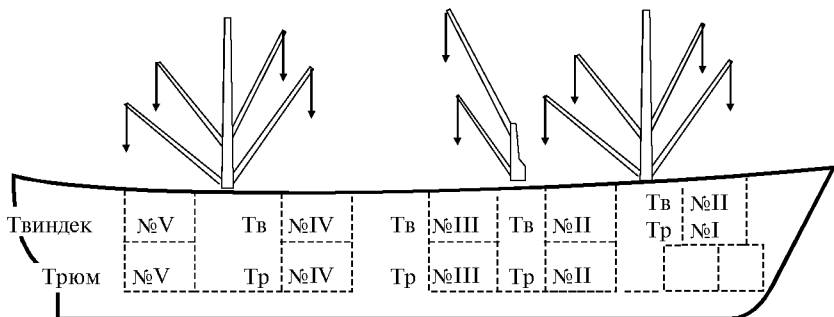 Тв №II
Твиндек №V Тв №IV Тв №III Тв №II
Тр №I
Трюм №V Тр №IV Тр №III Тр №II